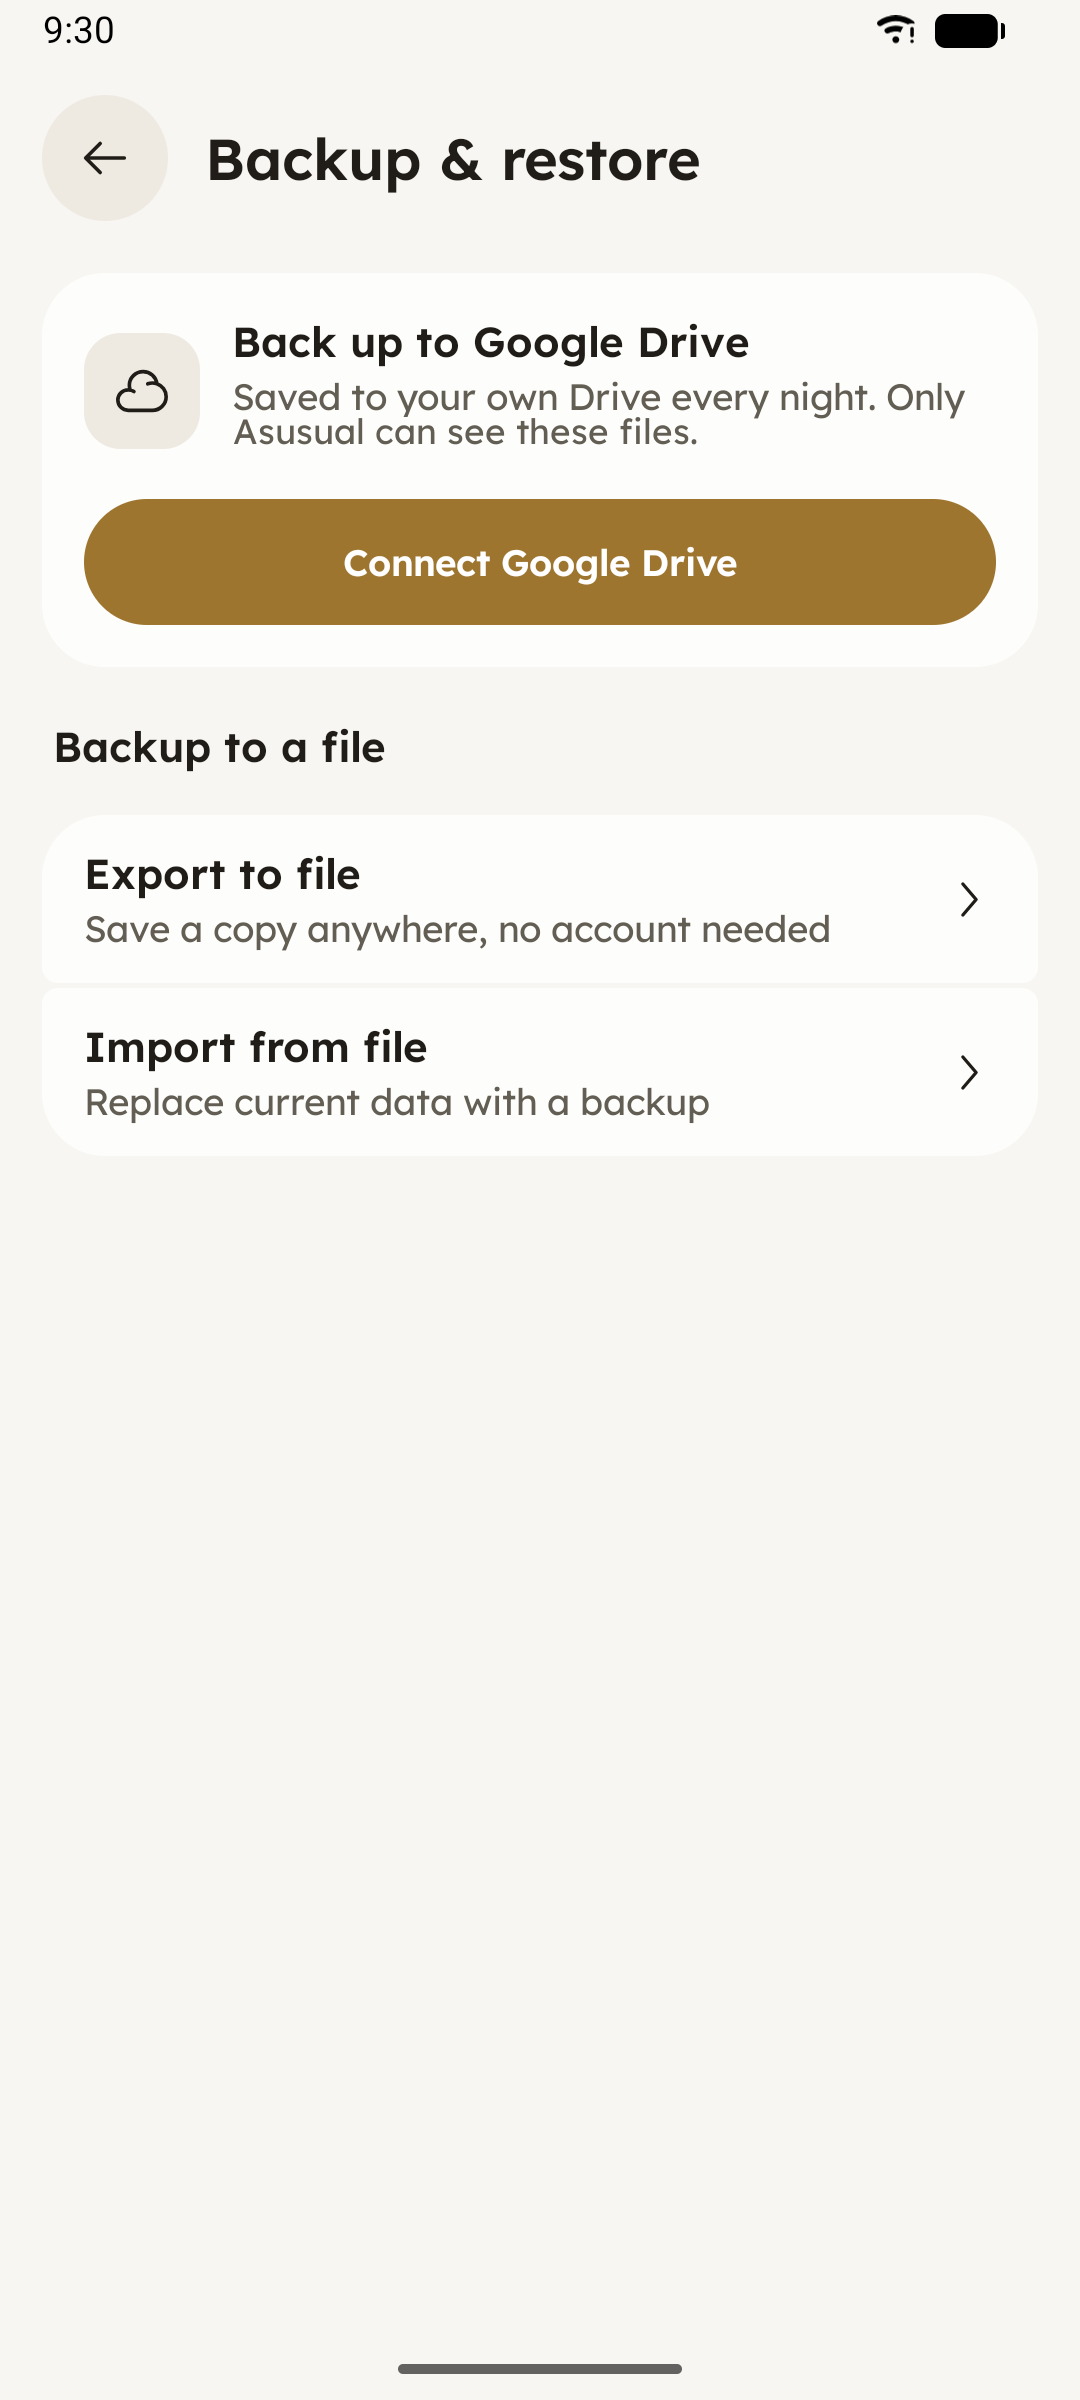 9:30
Backup & restore
Back up to Google Drive
Saved to your own Drive every night. Only
Asusual can see these files.
Connect Google Drive
Backup to a file
Export to file
Save a copy anywhere, no account needed
Import from file
Replace current data with a backup